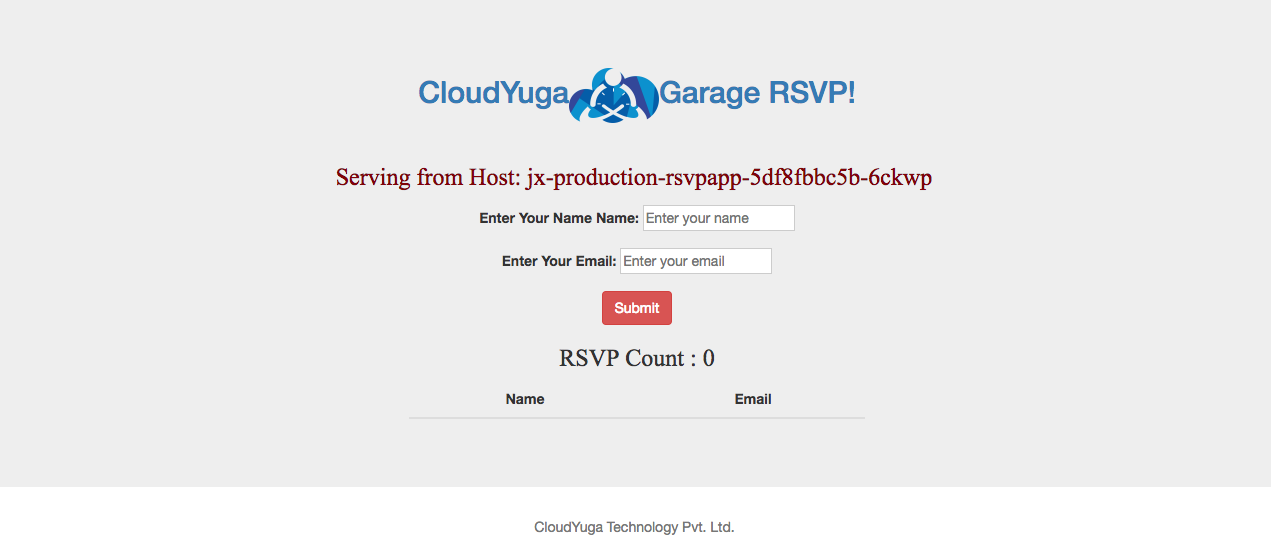 CloudYuga Garage RSVP!
Serving from Host: jx-production-rsvpapp-5df8fbbc5b-6ckwp
Enter Your Name Name: Enter your name
Enter Your Email: Enter your email
Submit
RSVP Count : 0
Name Email
CloudYuga Technology Pvt. Ltd.